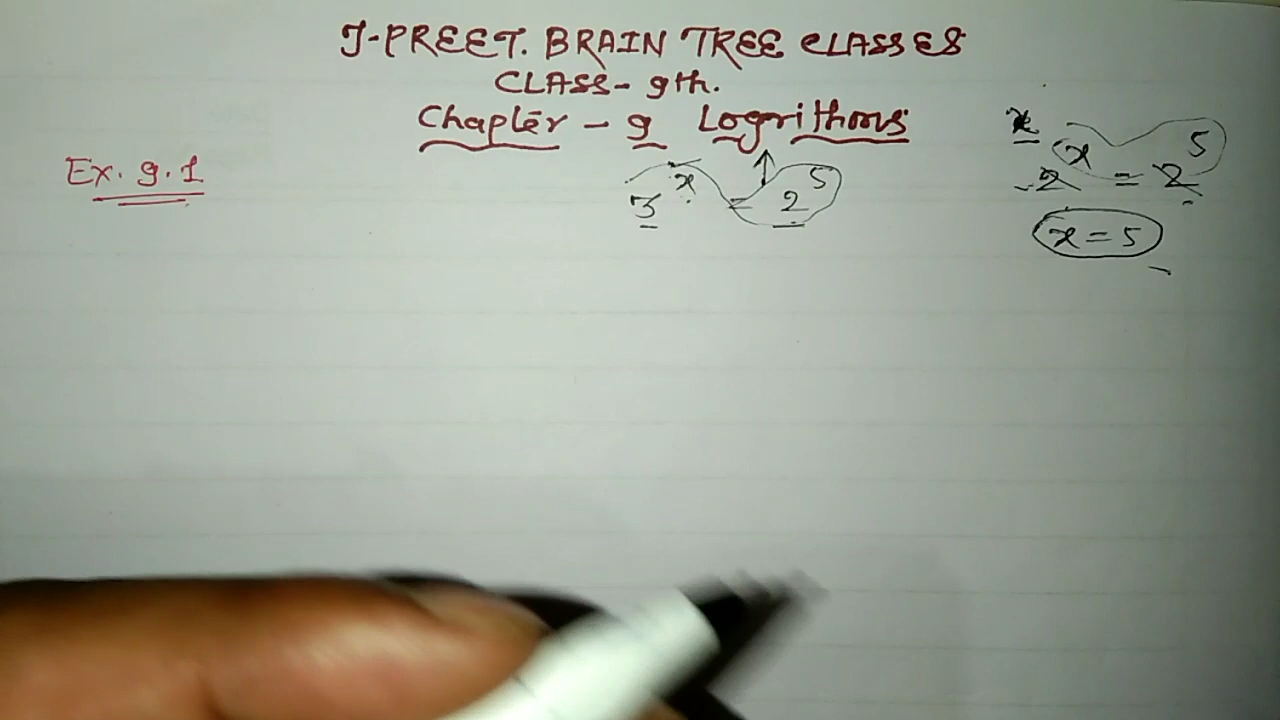 J-PREET. BRAIN TREE CLASSES
CLASS- 9th.
Chapter - 9 Logrithms
Ex. 9.1
3^x = 2^5
x
2^x = 2^5
x = 5